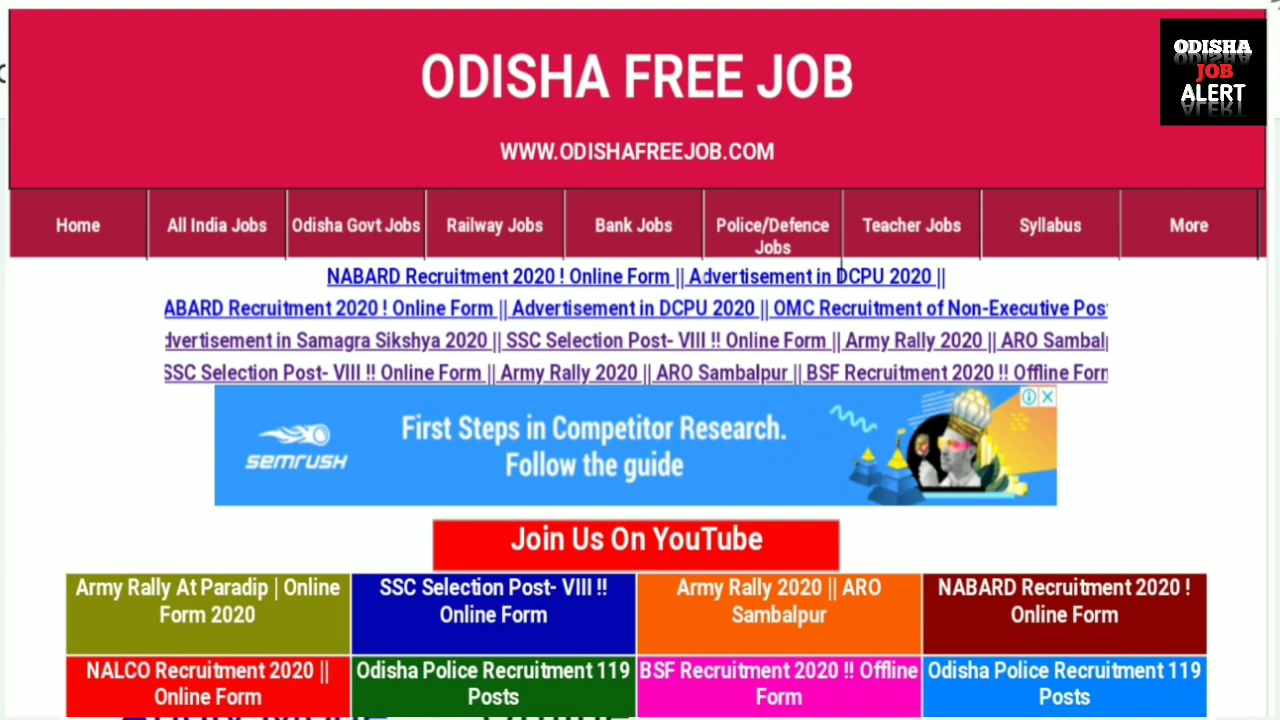 ODISHA FREE JOB
ODISHA
JOB
ALERT
WWW.ODISHAFREEJOB.COM
Home
All India Jobs
Odisha Govt Jobs
Railway Jobs
Bank Jobs
Police/Defence
Jobs
Teacher Jobs
Syllabus
More
NABARD Recruitment 2020 ! Online Form || Advertisement in DCPU 2020 ||
ABARD Recruitment 2020 ! Online Form || Advertisement in DCPU 2020 || OMC Recruitment of Non-Executive Pos
dvertisement in Samagra Sikshya 2020 || SSC Selection Post- VIII !! Online Form || Army Rally 2020 || ARO Sambalp
SSC Selection Post- VIII !! Online Form || Army Rally 2020 || ARO Sambalpur || BSF Recruitment 2020 !! Offline Form
semrush
First Steps in Competitor Research.
Follow the guide
Join Us On YouTube
Army Rally At Paradip | Online
Form 2020
SSC Selection Post- VIII !!
Online Form
Army Rally 2020 || ARO
Sambalpur
NABARD Recruitment 2020 !
Online Form
NALCO Recruitment 2020 ||
Online Form
Odisha Police Recruitment 119
Posts
BSF Recruitment 2020 !! Offline
Form
Odisha Police Recruitment 119
Posts